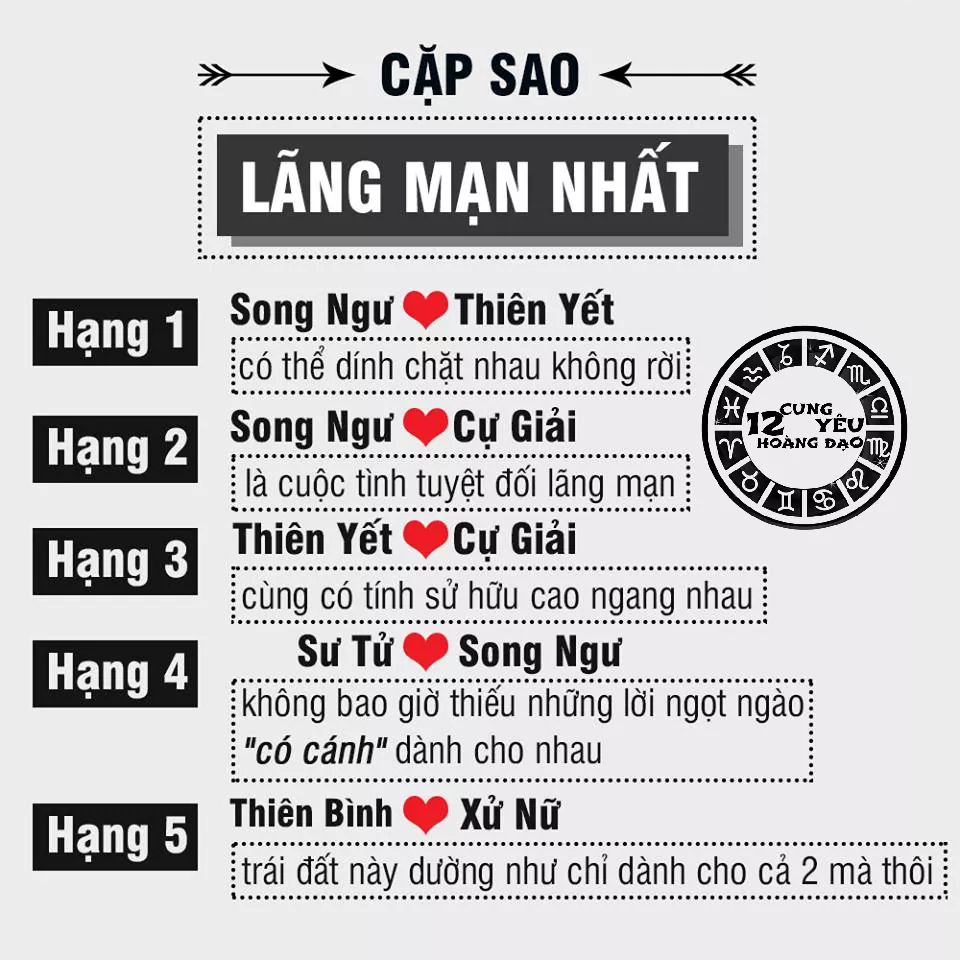 CẶP SAO
LÃNG MẠN NHẤT
Hạng 1
Song Ngư Thiên Yết
có thể dính chặt nhau không rời
Hạng 2
Song Ngư Cự Giải
là cuộc tình tuyệt đối lãng mạn
12 CUNG YÊU
HOÀNG ĐẠO
Hạng 3
Thiên Yết Cự Giải
cùng có tính sử hữu cao ngang nhau
Hạng 4
Sư Tử Song Ngư
không bao giờ thiếu những lời ngọt ngào
"có cánh" dành cho nhau
Hạng 5
Thiên Bình Xử Nữ
trái đất này dường như chỉ dành cho cả 2 mà thôi